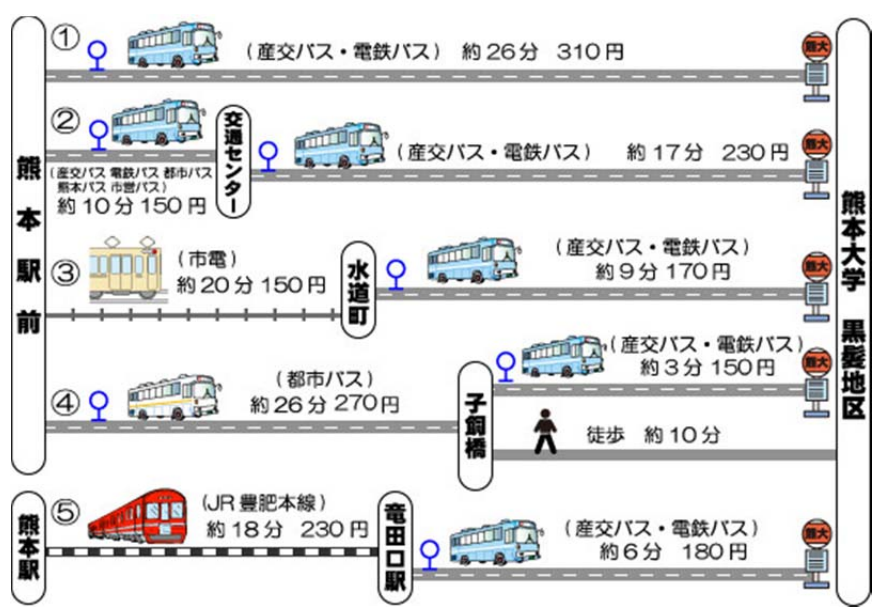 熊本駅前
①
(産交バス・電鉄バス) 約26分 310円
熊大
②
(産交バス 電鉄バス 都市バス
熊本バス 市営バス)
約10分 150円
交通センター
(産交バス・電鉄バス) 約17分 230円
熊大
③
(市電)
約20分 150円
水道町
(産交バス・電鉄バス)
約9分 170円
熊大
④
(都市バス)
約26分 270円
子飼橋
(産交バス・電鉄バス)
約3分 150円
熊大
徒歩 約10分
熊本駅
⑤
(JR豊肥本線)
約18分 230円
竜田口駅
(産交バス・電鉄バス)
約6分 180円
熊大
熊本大学 黒髪地区